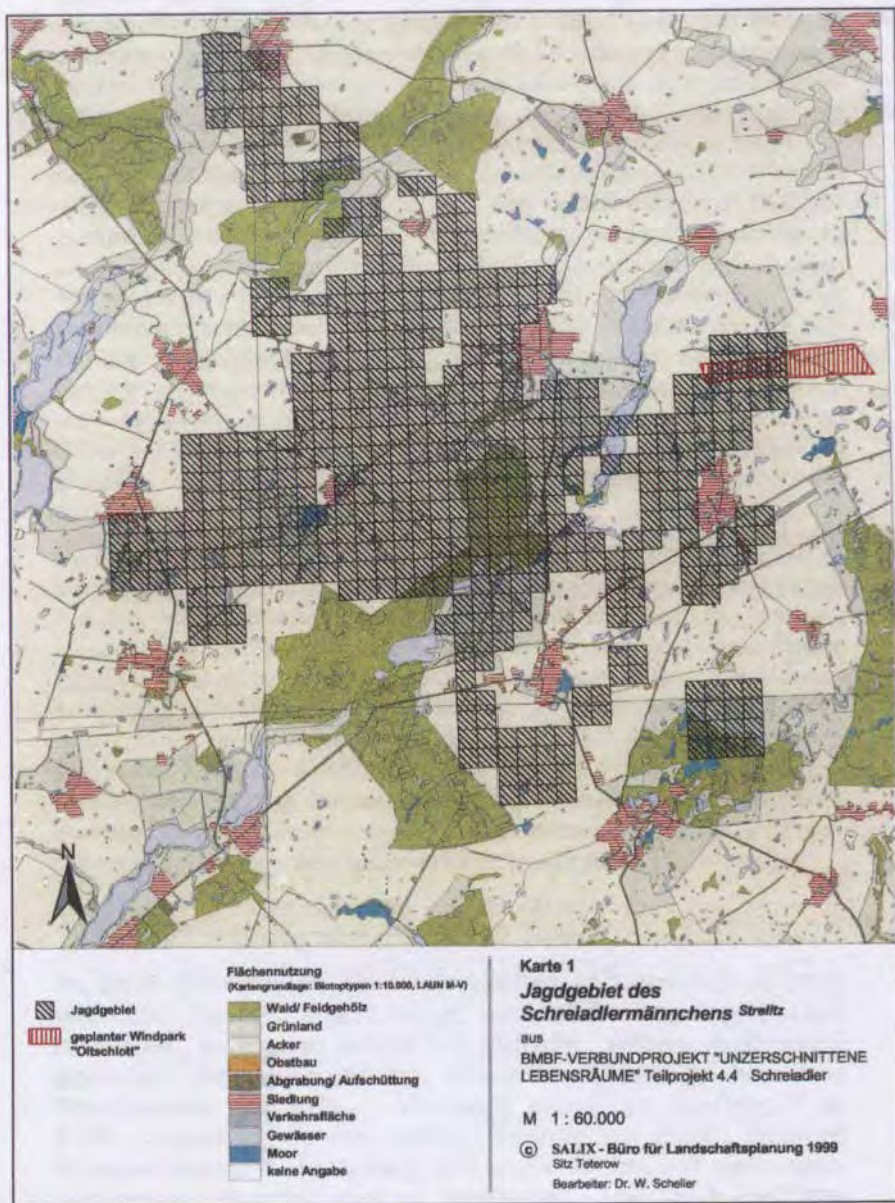 N
Jagdgebiet
geplanter Windpark
"Oltschlott"
Flächennutzung
(Kartengrundlage: Biotoptypen 1:10.000, LAUN M-V)
Wald/ Feldgehölz
Grünland
Acker
Obstbau
Abgrabung/ Aufschüttung
Siedlung
Verkehrsfläche
Gewässer
Moor
keine Angabe
Karte 1
Jagdgebiet des
Schreiadlermännchens Strelitz
aus
BMBF-VERBUNDPROJEKT "UNZERSCHNITTENE
LEBENSRÄUME" Teilprojekt 4.4 Schreiadler
M 1 : 60.000
© SALIX - Büro für Landschaftsplanung 1999
Sitz Teterow
Bearbeiter: Dr. W. Scheller